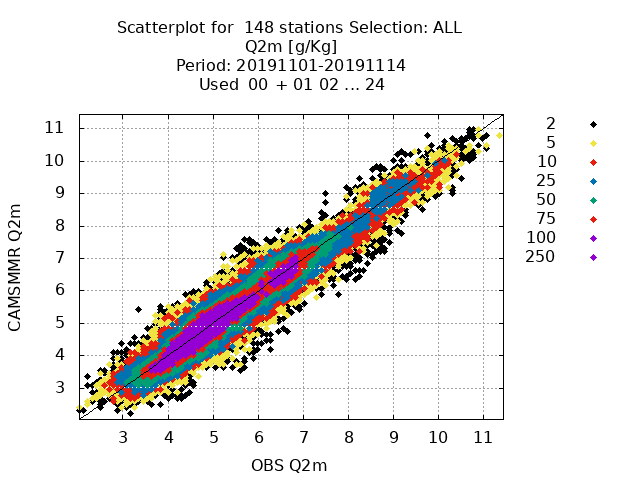 Scatterplot for  148 stations Selection: ALL
Q2m [g/Kg]
Period: 20191101-20191114
Used  00 + 01 02 ... 24
11
10
9
8
7
6
5
4
3
CAMSMMR Q2m
3 4 5 6 7 8 9 10 11
OBS Q2m
2
5
10
25
50
75
100
250